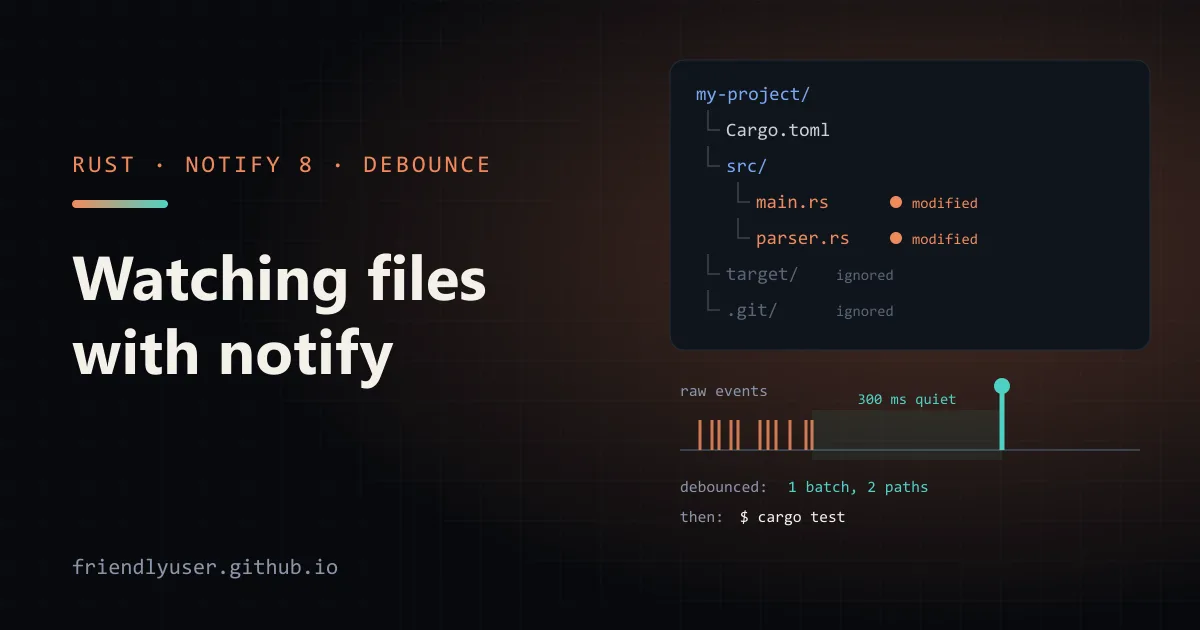 RUST · NOTIFY 8 · DEBOUNCE
Watching files
with notify
friendlyuser.github.io
my-project/
Cargo.toml
src/
main.rs modified
parser.rs modified
target/ ignored
.git/ ignored
raw events
300 ms quiet
debounced: 1 batch, 2 paths
then: $ cargo test